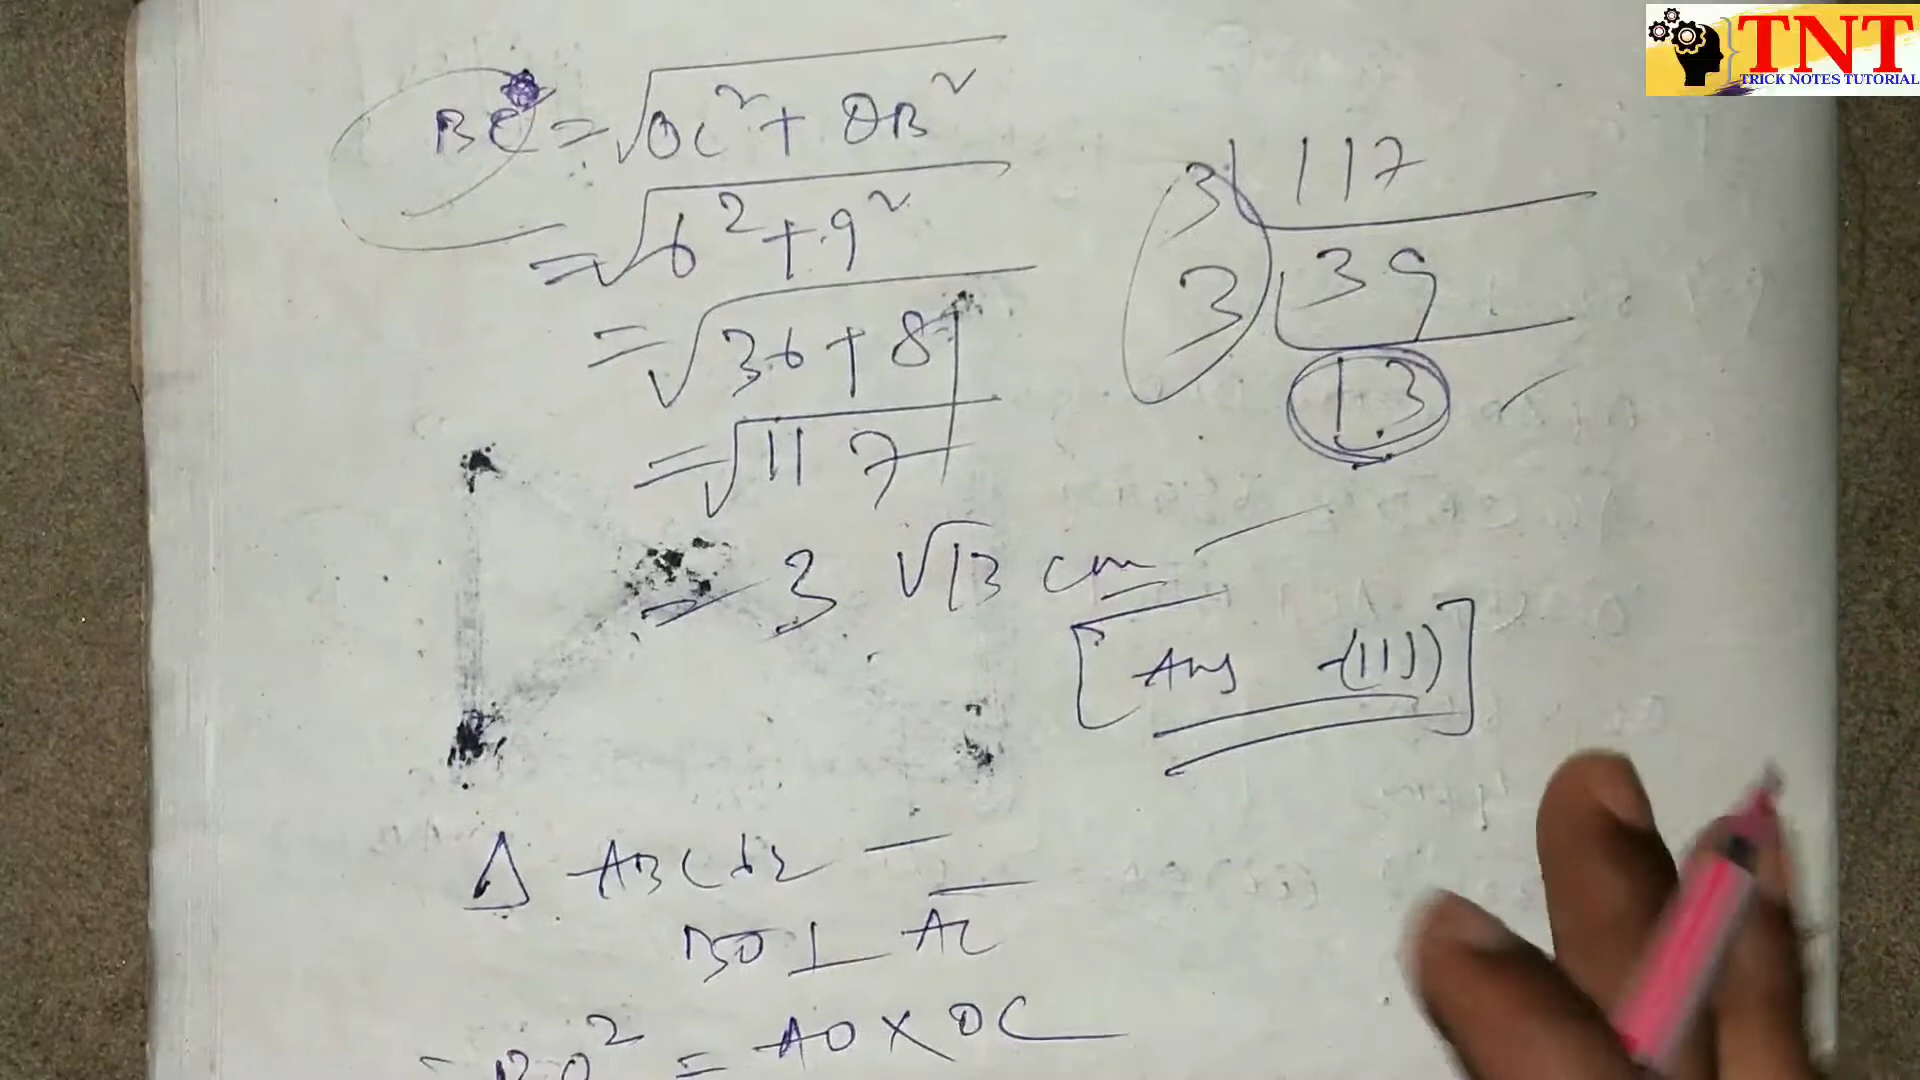 TNT
TRICK NOTES TUTORIAL
BC = √OC² + OB²
= √6² + 9²
= √36 + 81
= √117
= 3 √13 cm
3 117
3 39
13
[Ans - (iii)]
Δ ABC
BO ⊥ AC
BO² = AO × OC